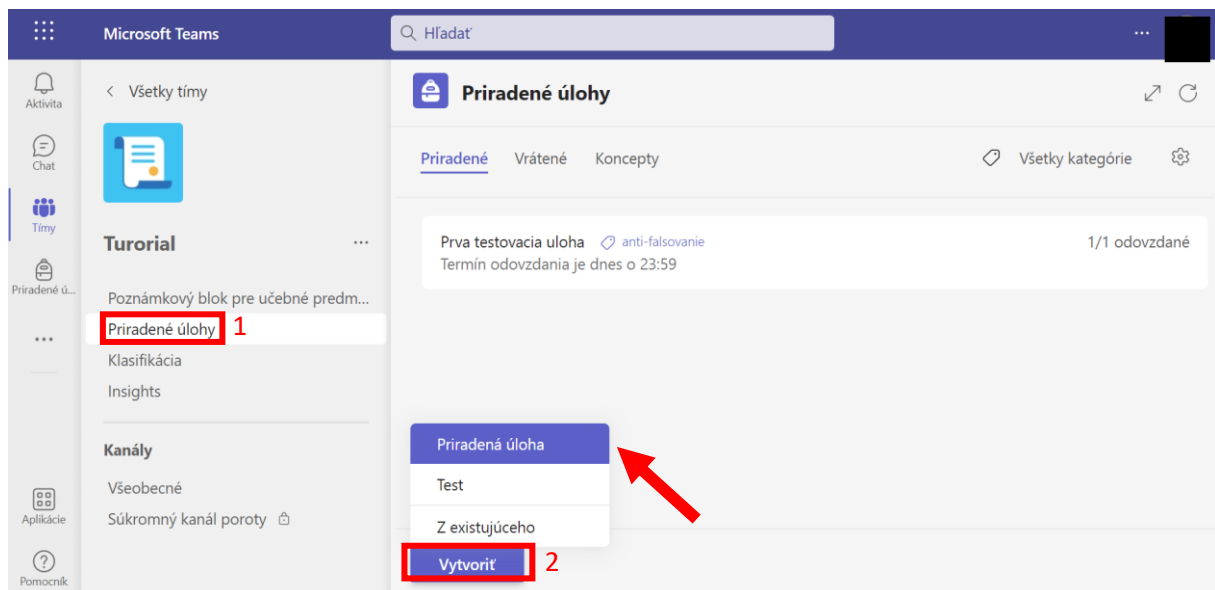 Microsoft Teams
Hľadať
...
Aktivita
Chat
Tímy
Priradené ú...
...
Aplikácie
Pomocník
< Všetky tímy
Turorial
...
Poznámkový blok pre učebné predm...
Priradené úlohy 1
Klasifikácia
Insights
Kanály
Všeobecné
Súkromný kanál poroty
Priradené úlohy
Priradené Vrátené Koncepty
Všetky kategórie
Prva testovacia uloha anti-falsovanie
1/1 odovzdané
Termín odovzdania je dnes o 23:59
Priradená úloha
Test
Z existujúceho
Vytvoriť 2